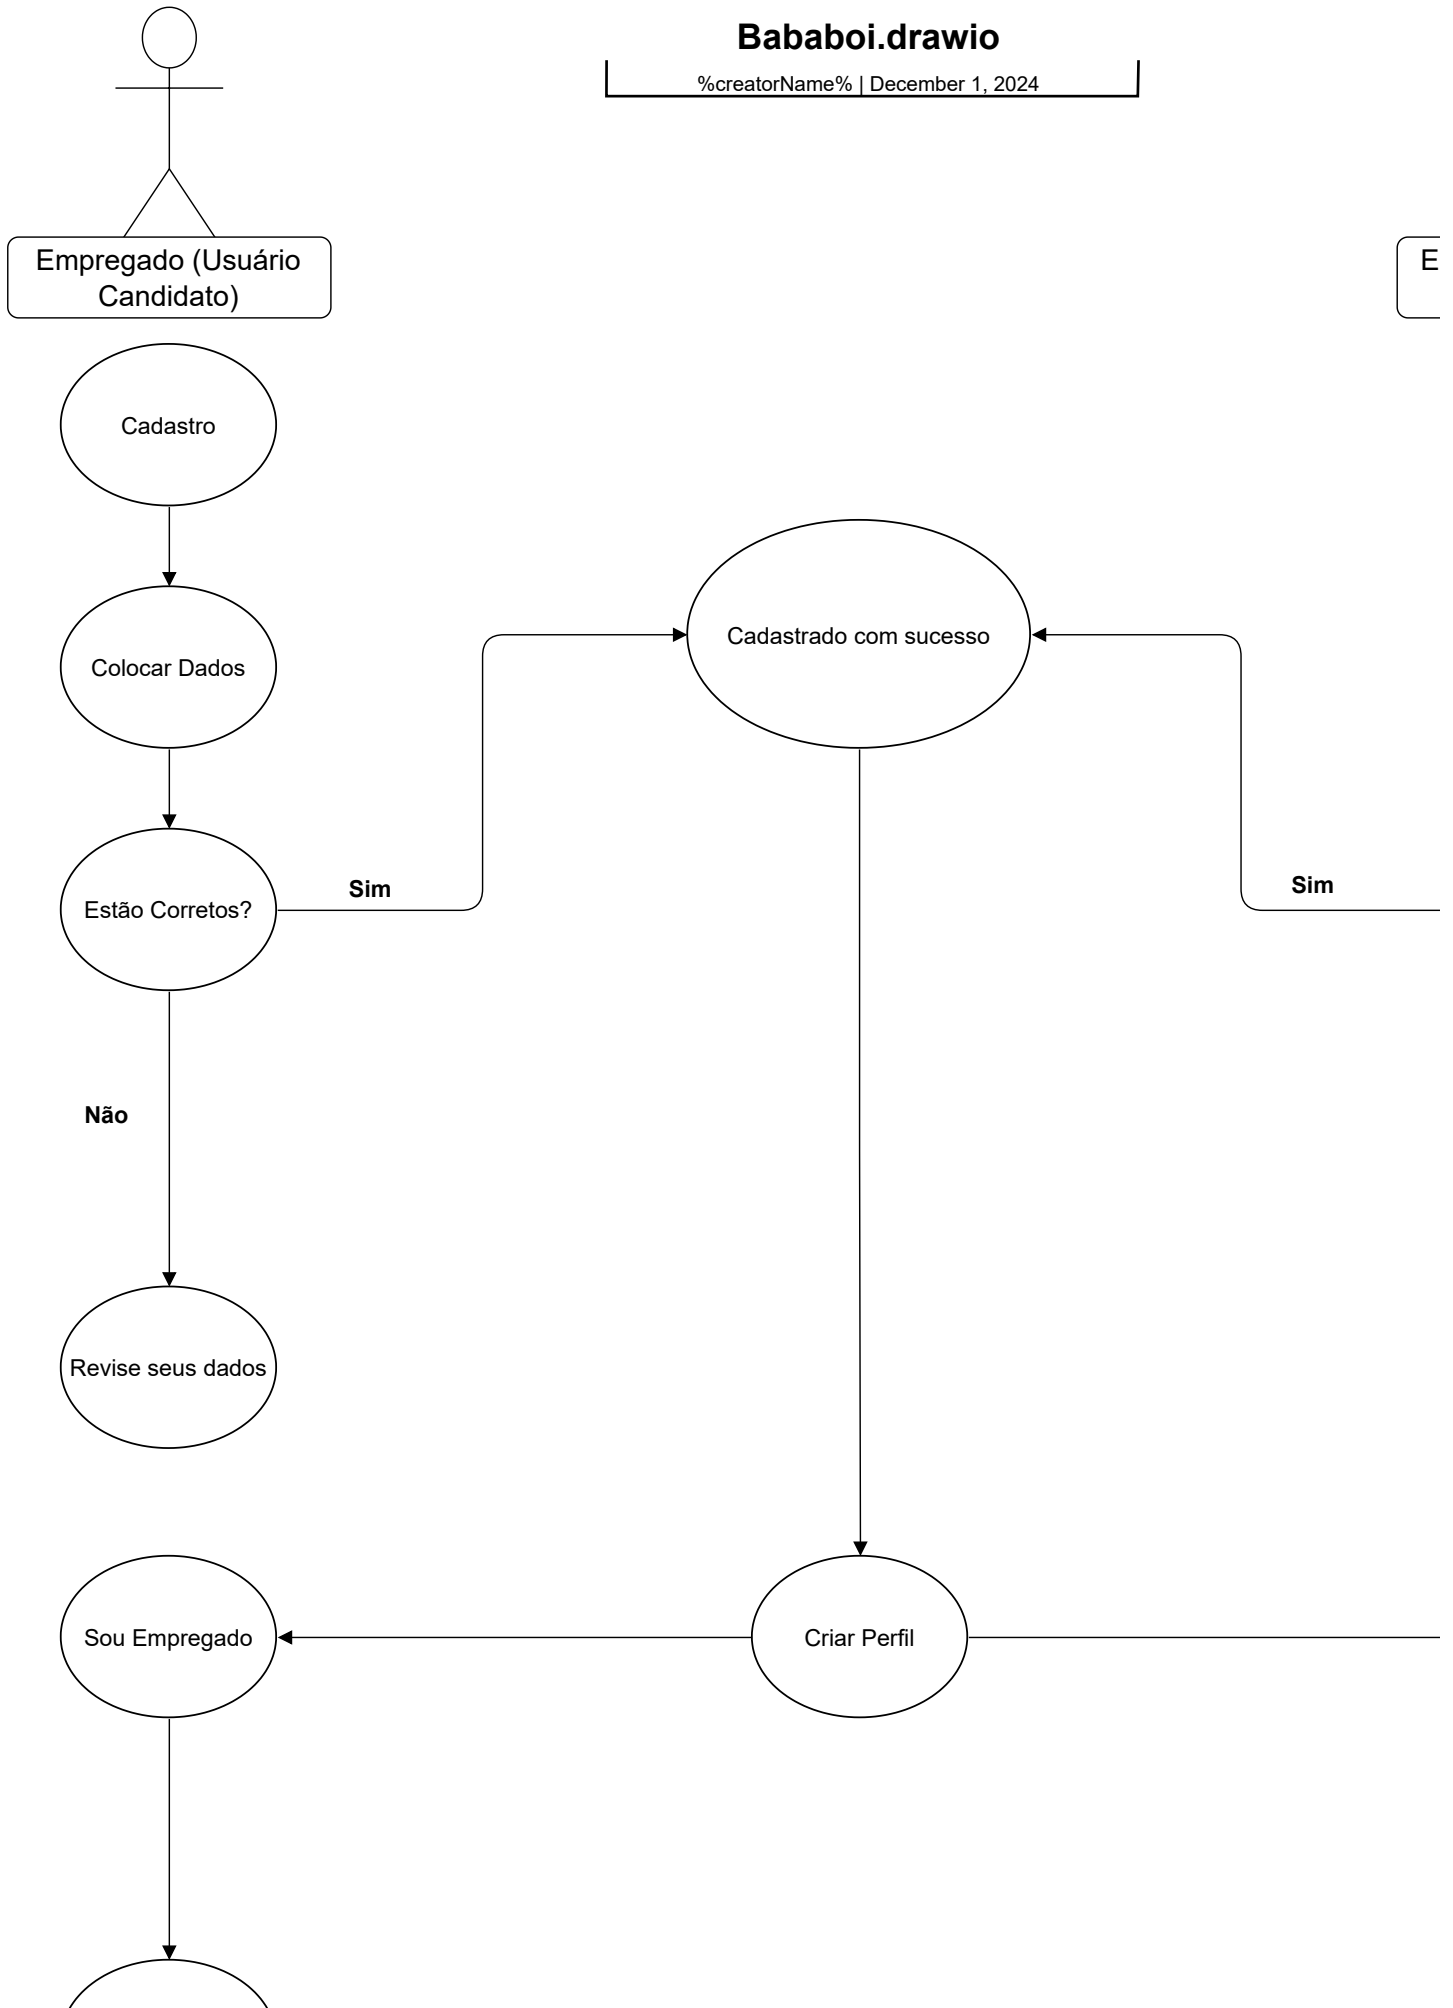 Bababoi.drawio
%creatorName% | December 1, 2024
Empregado (Usuário
Candidato)
E
Cadastro
Cadastrado com sucesso
Colocar Dados
Sim
Sim
Estão Corretos?
Não
Revise seus dados
Sou Empregado
Criar Perfil